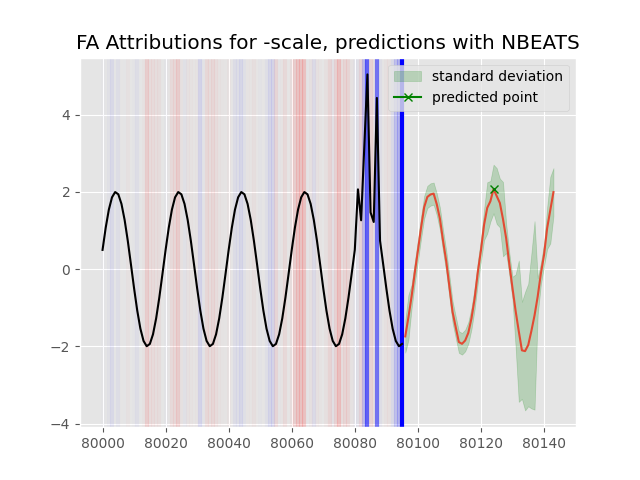 FA Attributions for -scale, predictions with NBEATS
standard deviation
predicted point
4
2
0
−2
−4
80000 80020 80040 80060 80080 80100 80120 80140